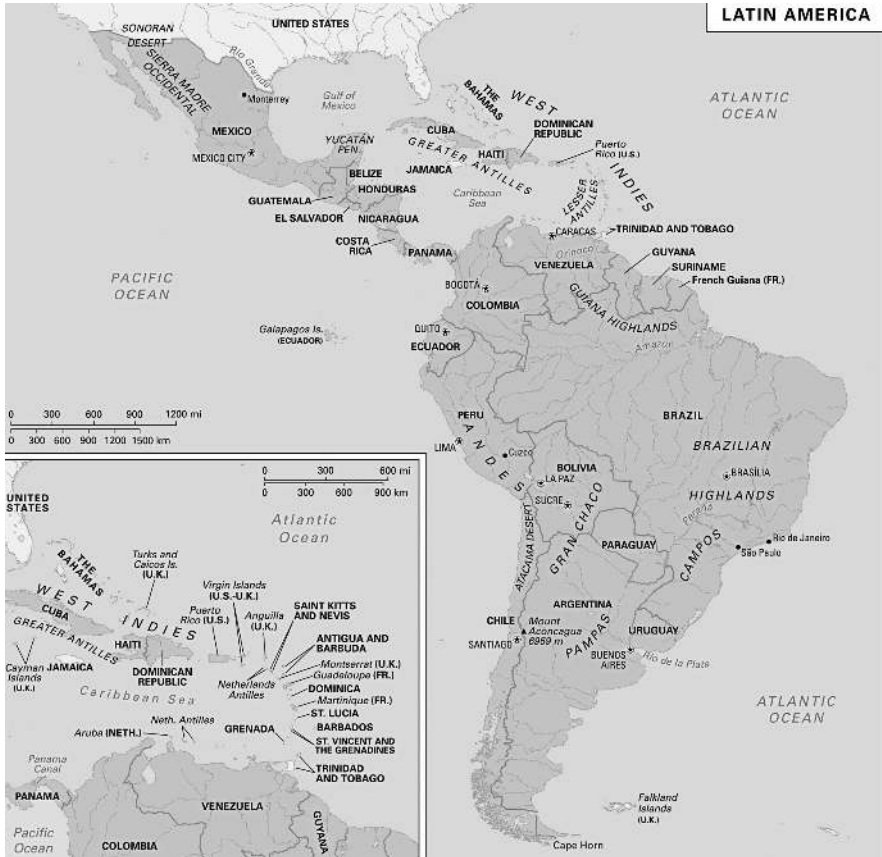 LATIN AMERICA
UNITED STATES
SONORAN
DESERT
SIERRA MADRE
OCCIDENTAL
Rio Grande
Monterrey
Gulf of
Mexico
MEXICO
MEXICO CITY
YUCATÁN
PEN.
THE
BAHAMAS
WEST
INDIES
ATLANTIC
OCEAN
CUBA
DOMINICAN
REPUBLIC
HAITI
Puerto
Rico (U.S.)
GREATER ANTILLES
JAMAICA
BELIZE
HONDURAS
Caribbean
Sea
LESSER
ANTILLES
GUATEMALA
EL SALVADOR
NICARAGUA
COSTA
RICA
PANAMA
CARACAS
TRINIDAD AND TOBAGO
Orinoco
VENEZUELA
GUYANA
SURINAME
French Guiana (FR.)
PACIFIC
OCEAN
BOGOTÁ
COLOMBIA
GUIANA HIGHLANDS
Galapagos Is.
(ECUADOR)
QUITO
ECUADOR
Amazon
0 300 600 900 1200 mi
0 300 600 900 1200 1500 km
PERU
ANDES
LIMA
Cuzco
BRAZIL
BRAZILIAN
HIGHLANDS
BRASÍLIA
BOLIVIA
LA PAZ
SUCRE
Paraná
ATACAMA DESERT
GRAN CHACO
PARAGUAY
CAMPOS
Rio de Janeiro
São Paulo
CHILE
ARGENTINA
Mount
Aconcagua
6959 m
SANTIAGO
PAMPAS
URUGUAY
BUENOS
AIRES
Río de la Plata
ATLANTIC
OCEAN
Falkland
Islands
(U.K.)
Cape Horn
0 300 600 mi
0 300 600 900 km
UNITED
STATES
Atlantic
Ocean
THE
BAHAMAS
Turks and
Caicos Is.
(U.K.)
WEST INDIES
CUBA
GREATER ANTILLES
HAITI
JAMAICA
Cayman
Islands
(U.K.)
DOMINICAN
REPUBLIC
Puerto
Rico (U.S.)
Virgin Islands
(U.S.-U.K.)
Anguilla
(U.K.)
SAINT KITTS
AND NEVIS
ANTIGUA AND
BARBUDA
Montserrat (U.K.)
Guadeloupe (FR.)
Netherlands
Antilles
DOMINICA
Martinique (FR.)
ST. LUCIA
BARBADOS
ST. VINCENT AND
THE GRENADINES
GRENADA
Caribbean Sea
Neth. Antilles
Aruba (NETH.)
TRINIDAD
AND TOBAGO
Panama
Canal
PANAMA
VENEZUELA
GUYANA
COLOMBIA
Pacific
Ocean